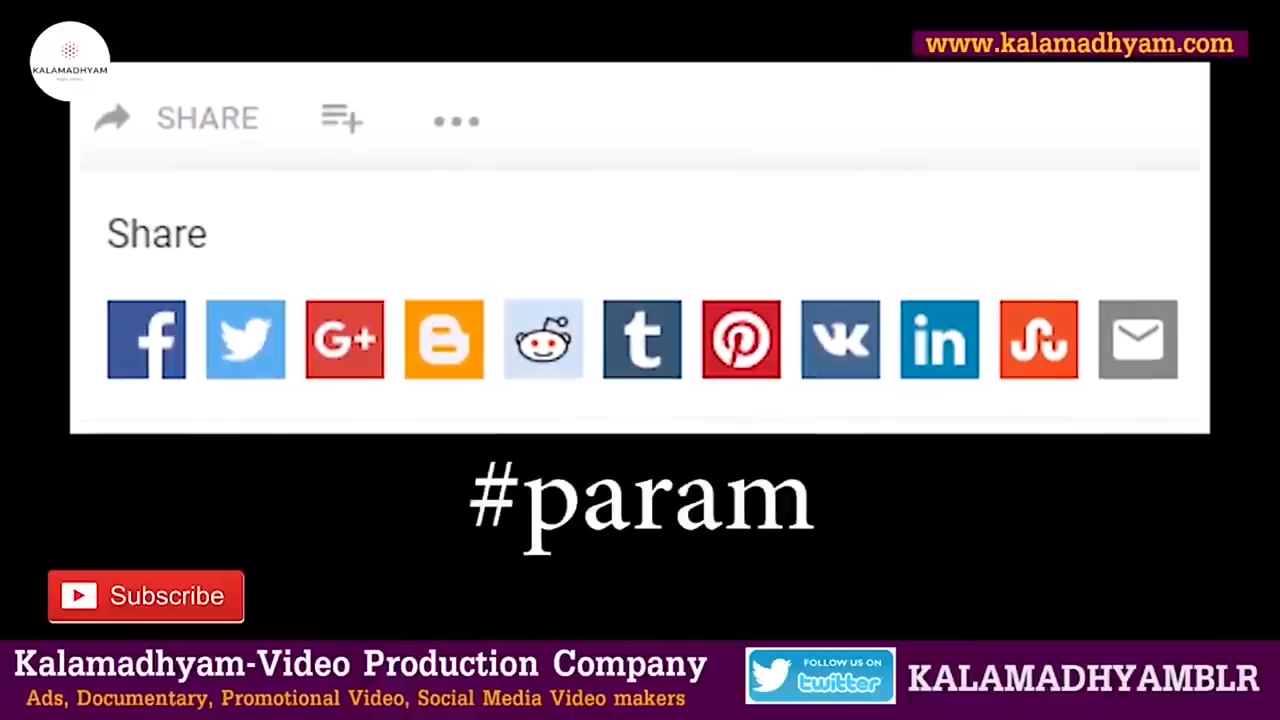 www.kalamadhyam.com
KALAMADHYAM
SHARE
Share
#param
Subscribe
Kalamadhyam-Video Production Company
Ads, Documentary, Promotional Video, Social Media Video makers
FOLLOW US ON
twitter
KALAMADHYAMBLR